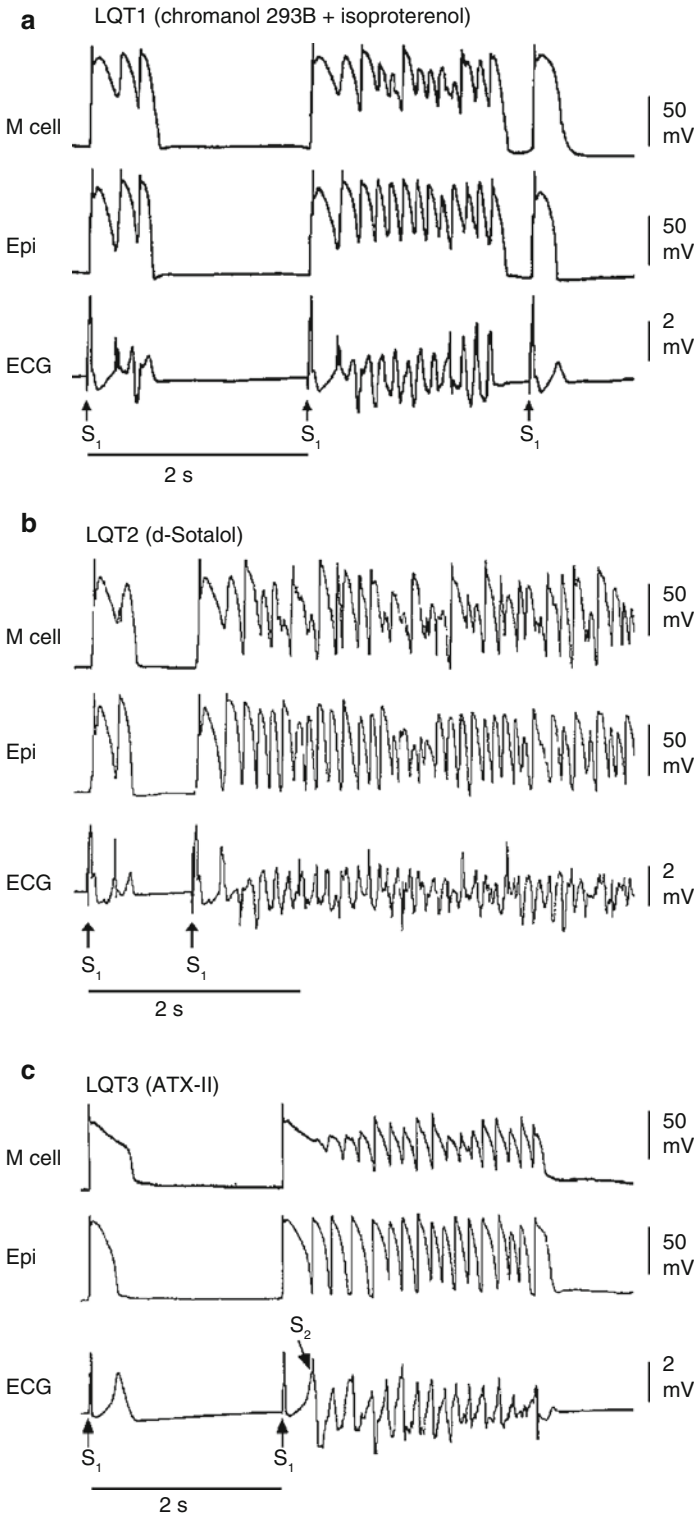 a LQT1 (chromanol 293B + isoproterenol)
M cell
50 mV
Epi
50 mV
ECG
2 mV
S1 S1 S1
2 s
b LQT2 (d-Sotalol)
M cell
50 mV
Epi
50 mV
ECG
2 mV
S1 S1
2 s
c LQT3 (ATX-II)
M cell
50 mV
Epi
50 mV
S2
ECG
2 mV
S1 S1
2 s